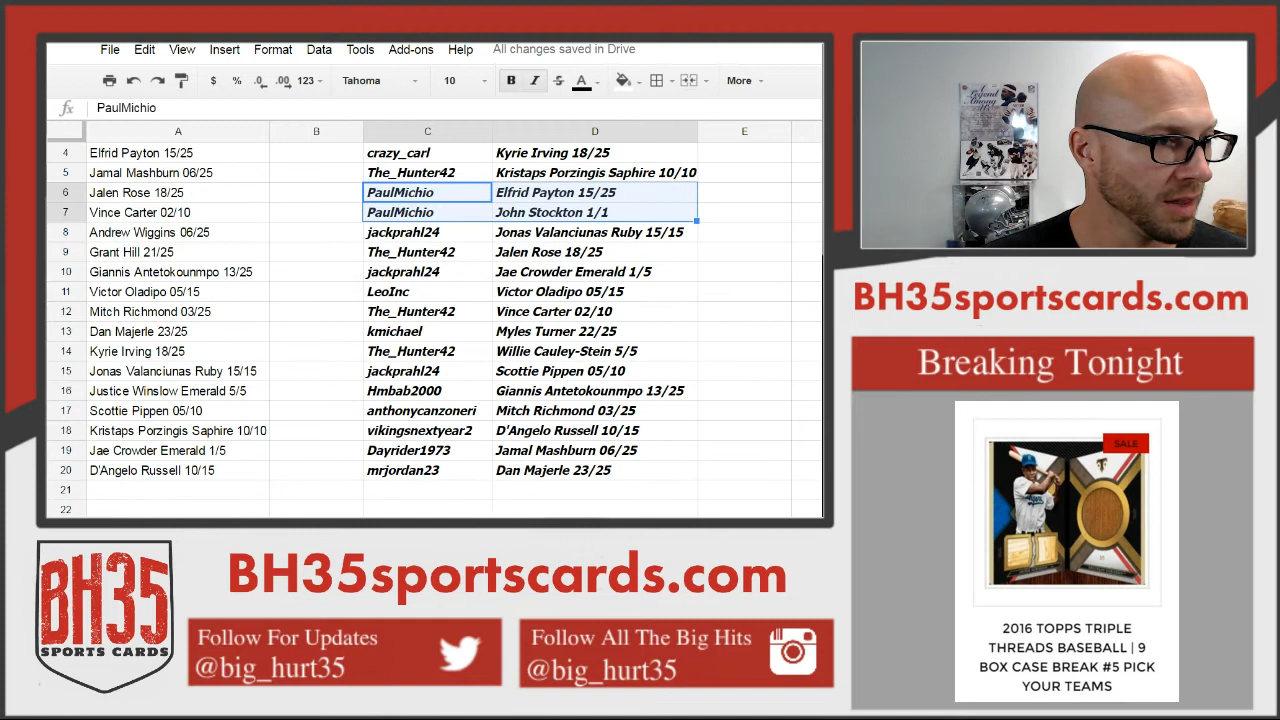 File Edit View Insert Format Data Tools Add-ons Help All changes saved in Drive
$ % .0 .00 123 Tahoma 10 B I S A More
fx PaulMichio
A B C D E
4 Elfrid Payton 15/25 crazy_carl Kyrie Irving 18/25
5 Jamal Mashburn 06/25 The_Hunter42 Kristaps Porzingis Saphire 10/10
6 Jalen Rose 18/25 PaulMichio Elfrid Payton 15/25
7 Vince Carter 02/10 PaulMichio John Stockton 1/1
8 Andrew Wiggins 06/25 jackprahl24 Jonas Valanciunas Ruby 15/15
9 Grant Hill 21/25 The_Hunter42 Jalen Rose 18/25
10 Giannis Antetokounmpo 13/25 jackprahl24 Jae Crowder Emerald 1/5
11 Victor Oladipo 05/15 LeoInc Victor Oladipo 05/15
12 Mitch Richmond 03/25 The_Hunter42 Vince Carter 02/10
13 Dan Majerle 23/25 kmichael Myles Turner 22/25
14 Kyrie Irving 18/25 The_Hunter42 Willie Cauley-Stein 5/5
15 Jonas Valanciunas Ruby 15/15 jackprahl24 Scottie Pippen 05/10
16 Justice Winslow Emerald 5/5 Hmbab2000 Giannis Antetokounmpo 13/25
17 Scottie Pippen 05/10 anthonycanzoneri Mitch Richmond 03/25
18 Kristaps Porzingis Saphire 10/10 vikingsnextyear2 D'Angelo Russell 10/15
19 Jae Crowder Emerald 1/5 Dayrider1973 Jamal Mashburn 06/25
20 D'Angelo Russell 10/15 mrjordan23 Dan Majerle 23/25
21
22
A Legend Among
BH35sportscards.com
Breaking Tonight
SALE
2016 TOPPS TRIPLE
THREADS BASEBALL | 9
BOX CASE BREAK #5 PICK
YOUR TEAMS
BH35
SPORTS CARDS
BH35sportscards.com
Follow For Updates
@big_hurt35
Follow All The Big Hits
@big_hurt35